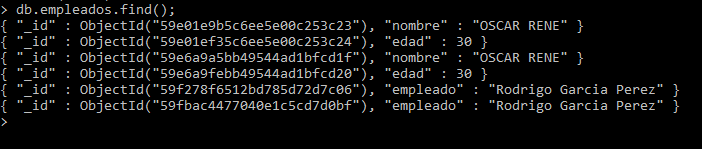 > db.empleados.find();
{ "_id" : ObjectId("59e01e9b5c6ee5e00c253c23"), "nombre" : "OSCAR RENE" }
{ "_id" : ObjectId("59e01ef35c6ee5e00c253c24"), "edad" : 30 }
{ "_id" : ObjectId("59e6a9a5bb49544ad1bfcd1f"), "nombre" : "OSCAR RENE" }
{ "_id" : ObjectId("59e6a9febb49544ad1bfcd20"), "edad" : 30 }
{ "_id" : ObjectId("59f278f6512bd785d72d7c06"), "empleado" : "Rodrigo Garcia Perez" }
{ "_id" : ObjectId("59fbac4477040e1c5cd7d0bf"), "empleado" : "Rodrigo Garcia Perez" }
>